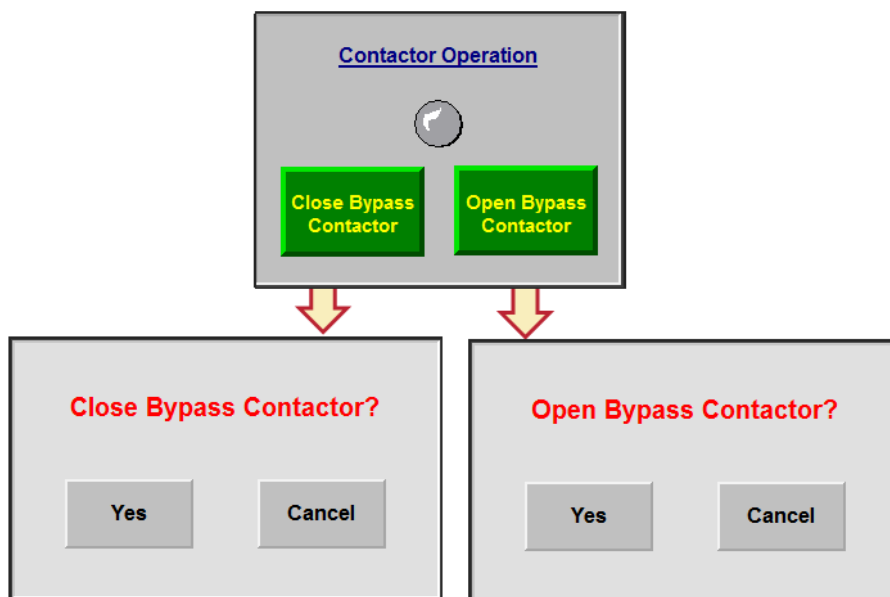 Contactor Operation
Close Bypass
Contactor
Open Bypass
Contactor
Close Bypass Contactor?
Yes
Cancel
Open Bypass Contactor?
Yes
Cancel